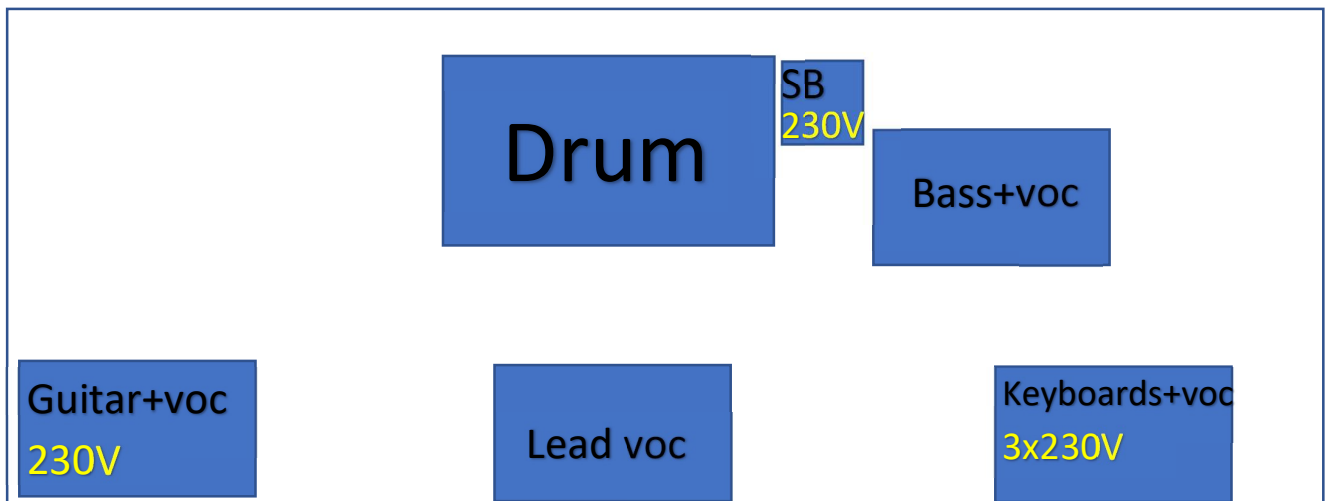 Drum
SB
230V
Bass+voc
Guitar+voc
230V
Lead voc
Keyboards+voc
3x230V